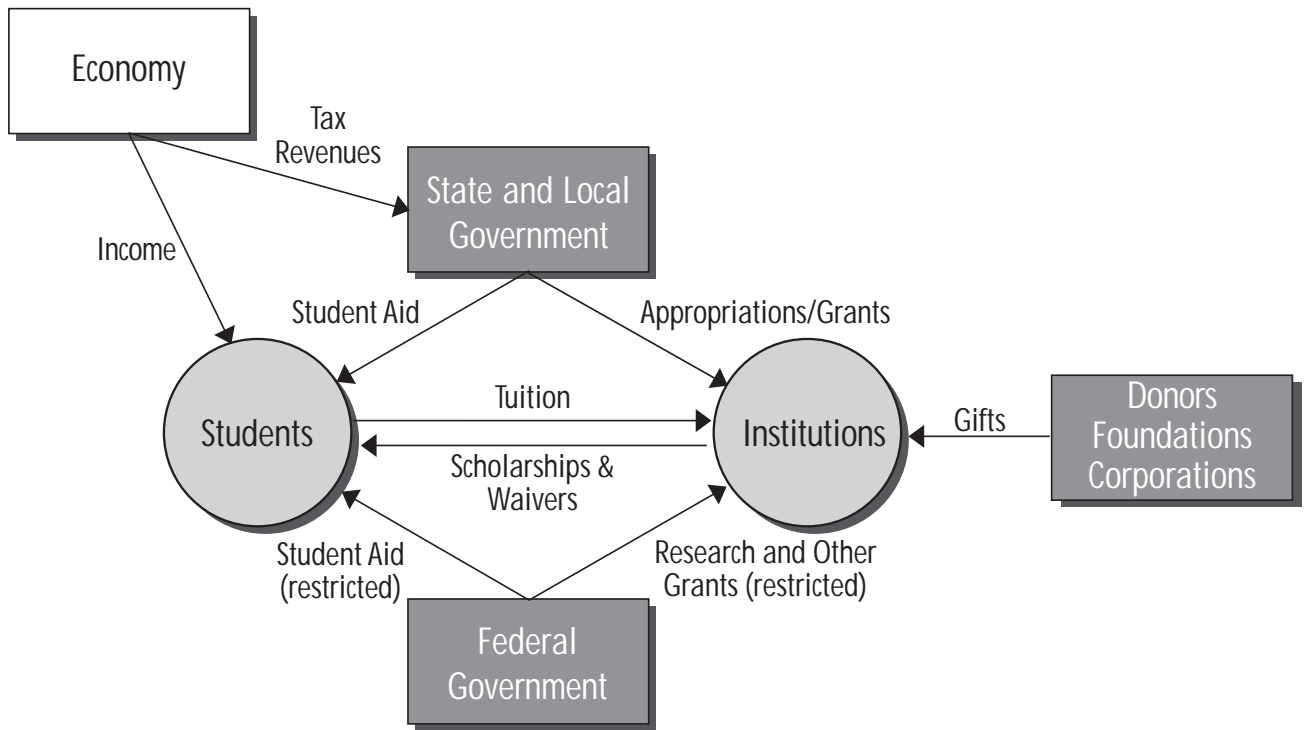 Economy
Tax
Revenues
State and Local
Government
Income
Student Aid
Appropriations/Grants
Tuition
Students
Institutions
Gifts
Donors
Foundations
Corporations
Scholarships &
Waivers
Student Aid
(restricted)
Research and Other
Grants (restricted)
Federal
Government